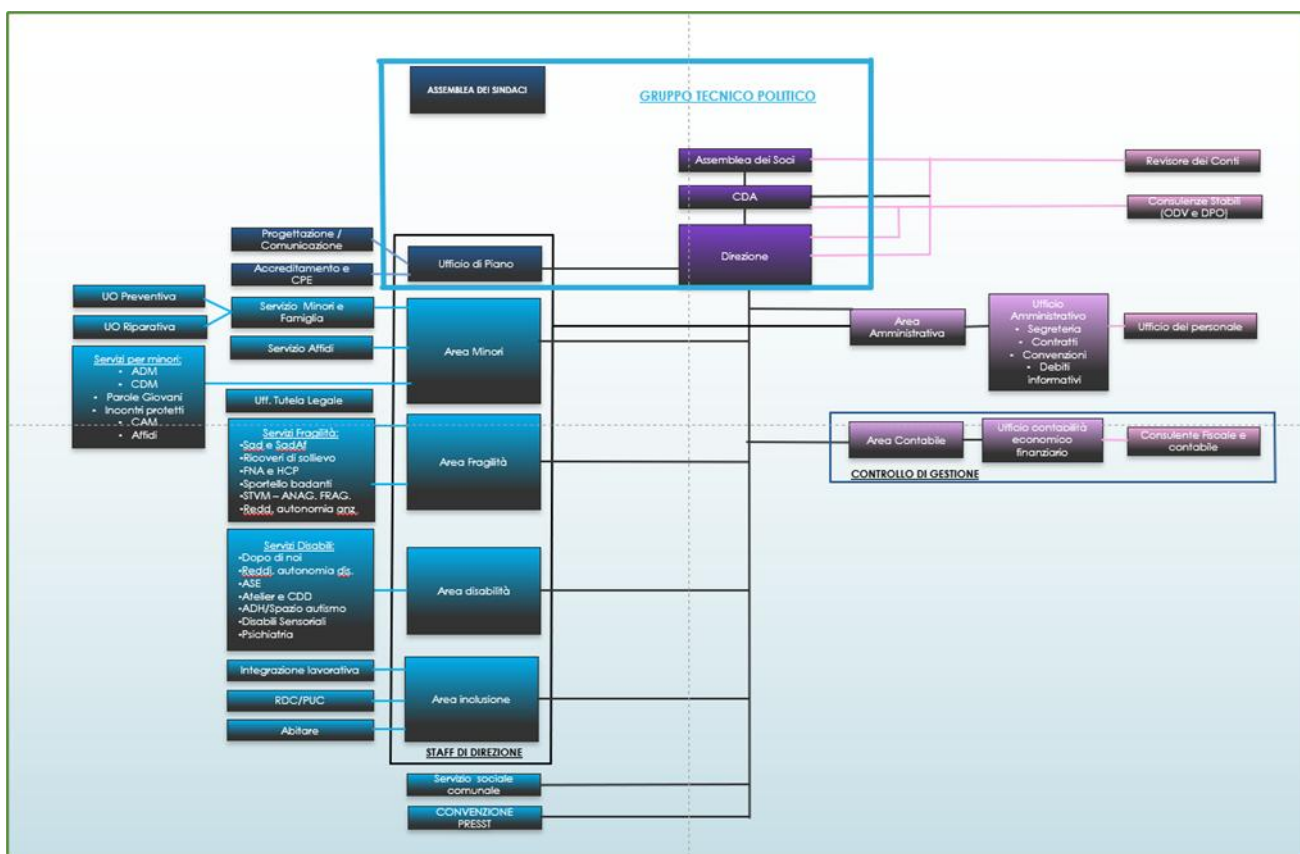 ASSEMBLEA DEI SINDACI
GRUPPO TECNICO POLITICO
Assemblea dei Soci
Revisore dei Conti
CDA
Consulenze Stabili
(ODV e DPO)
Progettazione /
Comunicazione
Ufficio di Piano
Direzione
Accreditamento e
CPE
UO Preventiva
UO Riparativa
Servizio Minori e
Famiglia
Servizio Affidi
Area Minori
Area
Amministrativa
Ufficio
Amministrativo
• Segreteria
• Contratti
• Convenzioni
• Debiti
informativi
Ufficio del personale
Servizi per minori:
• ADM
• CDM
• Parole Giovani
• Incontri protetti
• CAM
• Affidi
Uff. Tutela Legale
Servizi Fragilità:
•Sad e SadAf
•Ricoveri di sollievo
•FNA e HCP
•Sportello badanti
•STVM – ANAG. FRAG.
•Redd. autonomia anz.
Area Fragilità
Area Contabile
Ufficio contabilità
economico
finanziario
Consulente Fiscale e
contabile
CONTROLLO DI GESTIONE
Servizi Disabili:
•Dopo di noi
•Reddi. autonomia dis.
•ASE
•Atelier e CDD
•ADH/Spazio autismo
•Disabili Sensoriali
•Psichiatria
Area disabilità
Integrazione lavorativa
RDC/PUC
Abitare
Area inclusione
STAFF DI DIREZIONE
Servizio sociale
comunale
CONVENZIONE
PRESST